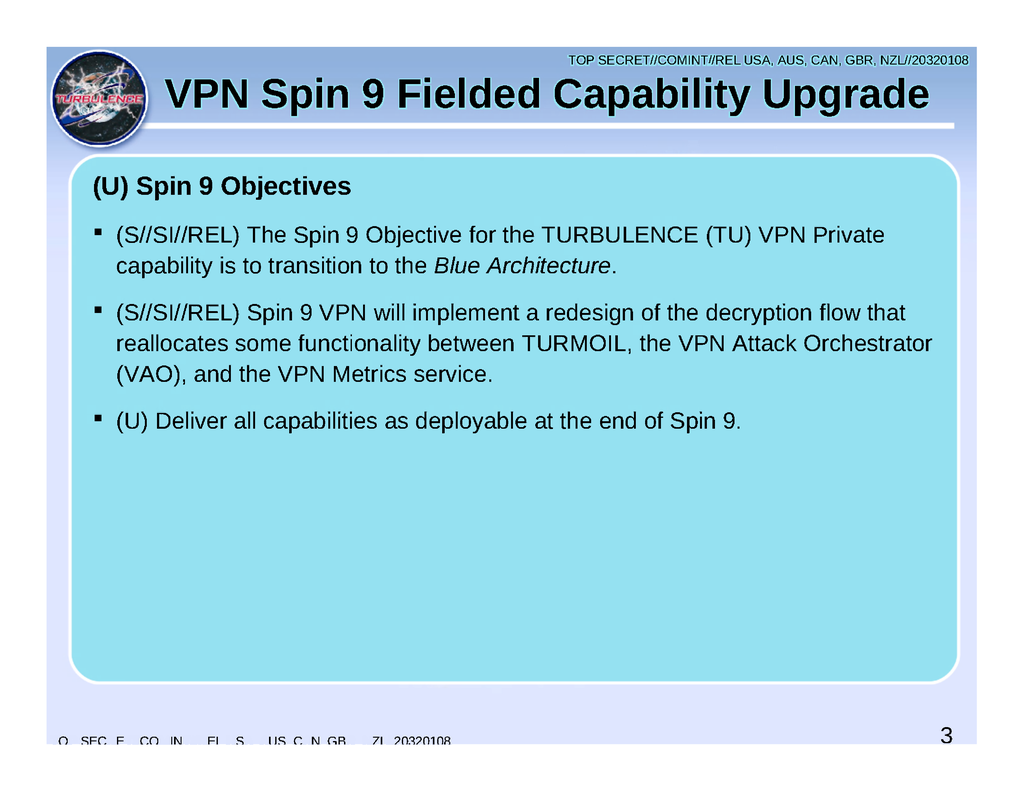 TOP SECRET//COMINT//REL USA, AUS, CAN, GBR, NZL//20320108
TURBULENCE
VPN Spin 9 Fielded Capability Upgrade
(U) Spin 9 Objectives
▪ (S//SI//REL) The Spin 9 Objective for the TURBULENCE (TU) VPN Private
capability is to transition to the Blue Architecture.
▪ (S//SI//REL) Spin 9 VPN will implement a redesign of the decryption flow that
reallocates some functionality between TURMOIL, the VPN Attack Orchestrator
(VAO), and the VPN Metrics service.
▪ (U) Deliver all capabilities as deployable at the end of Spin 9.
20320108
3